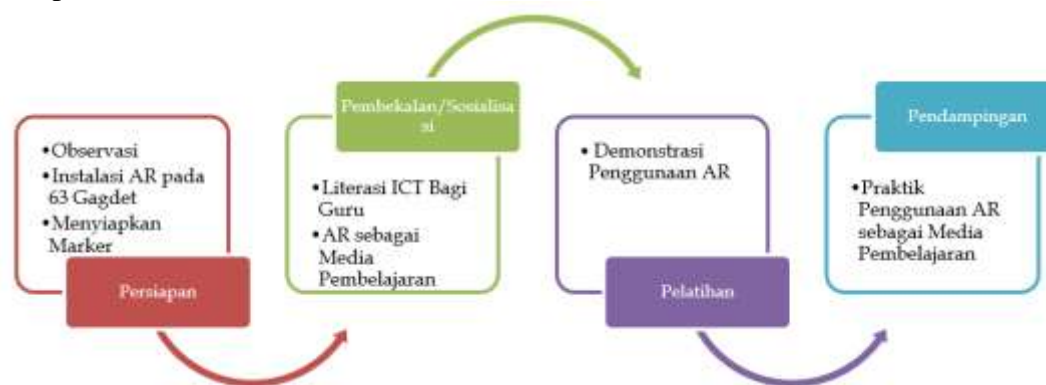 •Observasi
•Instalasi AR pada
63 Gagdet
•Menyiapkan
Marker
Persiapan
Pembekalan/Sosialisa
si
•Literasi ICT Bagi
Guru
•AR sebagai
Media
Pembelajaran
• Demonstrasi
Penggunaan AR
Pelatihan
Pendampingan
•Praktik
Penggunaan AR
sebagai Media
Pembelajaran